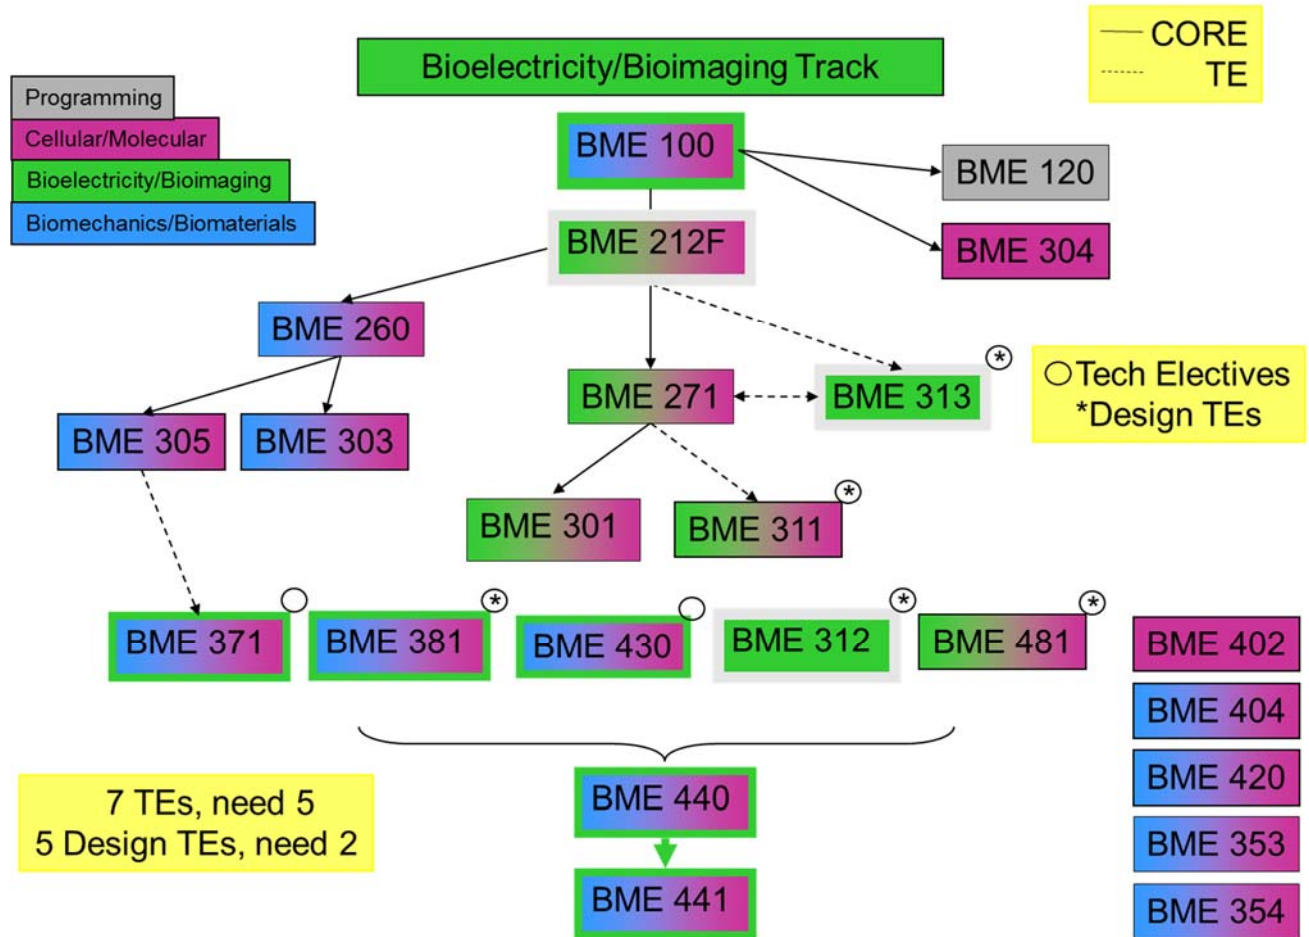 Bioelectricity/Bioimaging Track
CORE
TE
Programming
Cellular/Molecular
Bioelectricity/Bioimaging
Biomechanics/Biomaterials
BME 100
BME 120
BME 212F
BME 304
BME 260
BME 271
BME 313
*
Tech Electives
*Design TEs
BME 305
BME 303
BME 301
BME 311
*
BME 371
BME 381
*
BME 430
BME 312
*
BME 481
*
BME 402
BME 404
BME 420
BME 353
BME 354
7 TEs, need 5
5 Design TEs, need 2
BME 440
BME 441